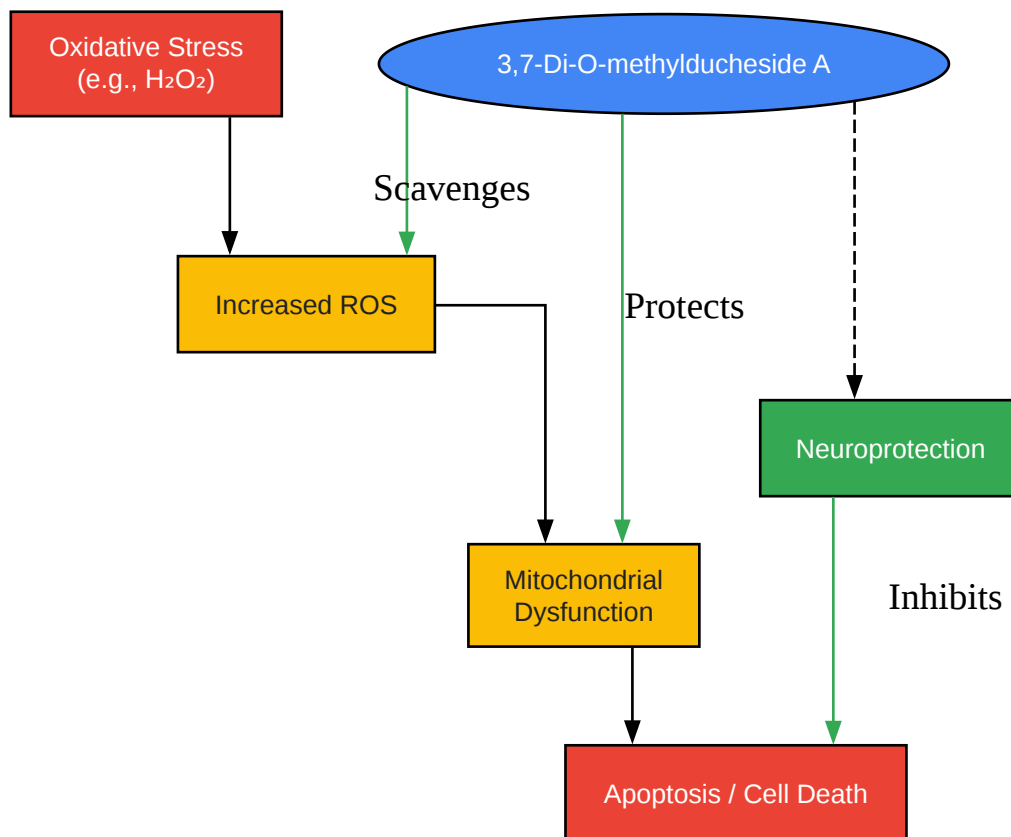 Oxidative Stress
(e.g., H₂O₂)
3,7-Di-O-methylducheside A
Scavenges
Increased ROS
Protects
Neuroprotection
Mitochondrial
Dysfunction
Inhibits
Apoptosis / Cell Death